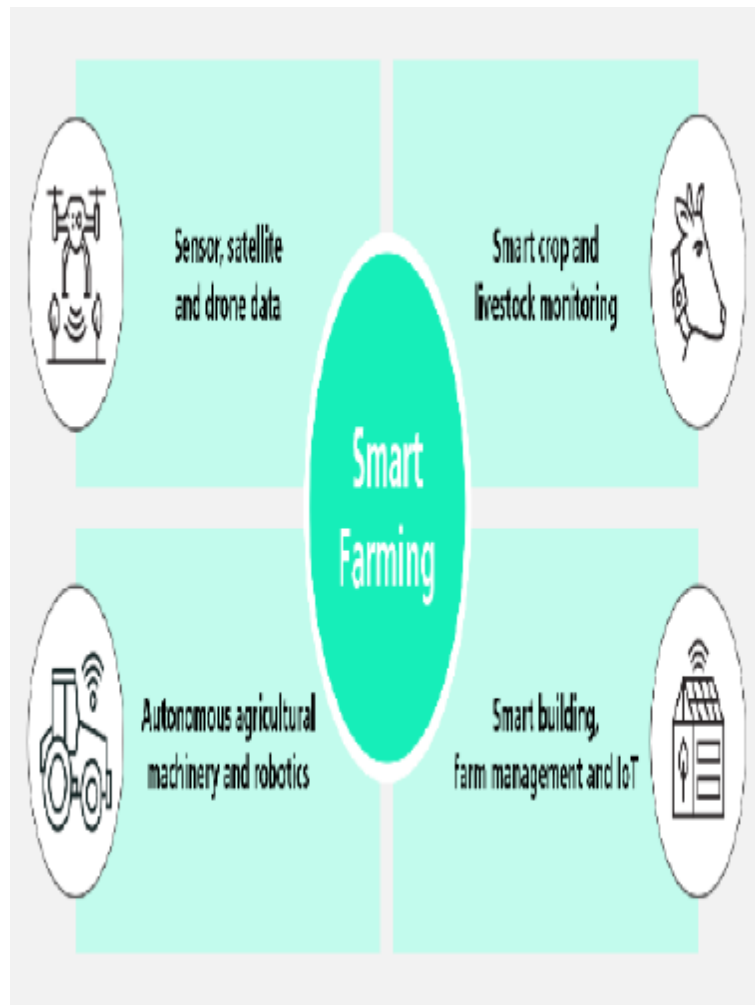 Sensor, satellite
and drone data
Smart crop and
livestock monitoring
Smart
Farming
Autonomous agricultural
machinery and robotics
Smart building,
farm management and IoT